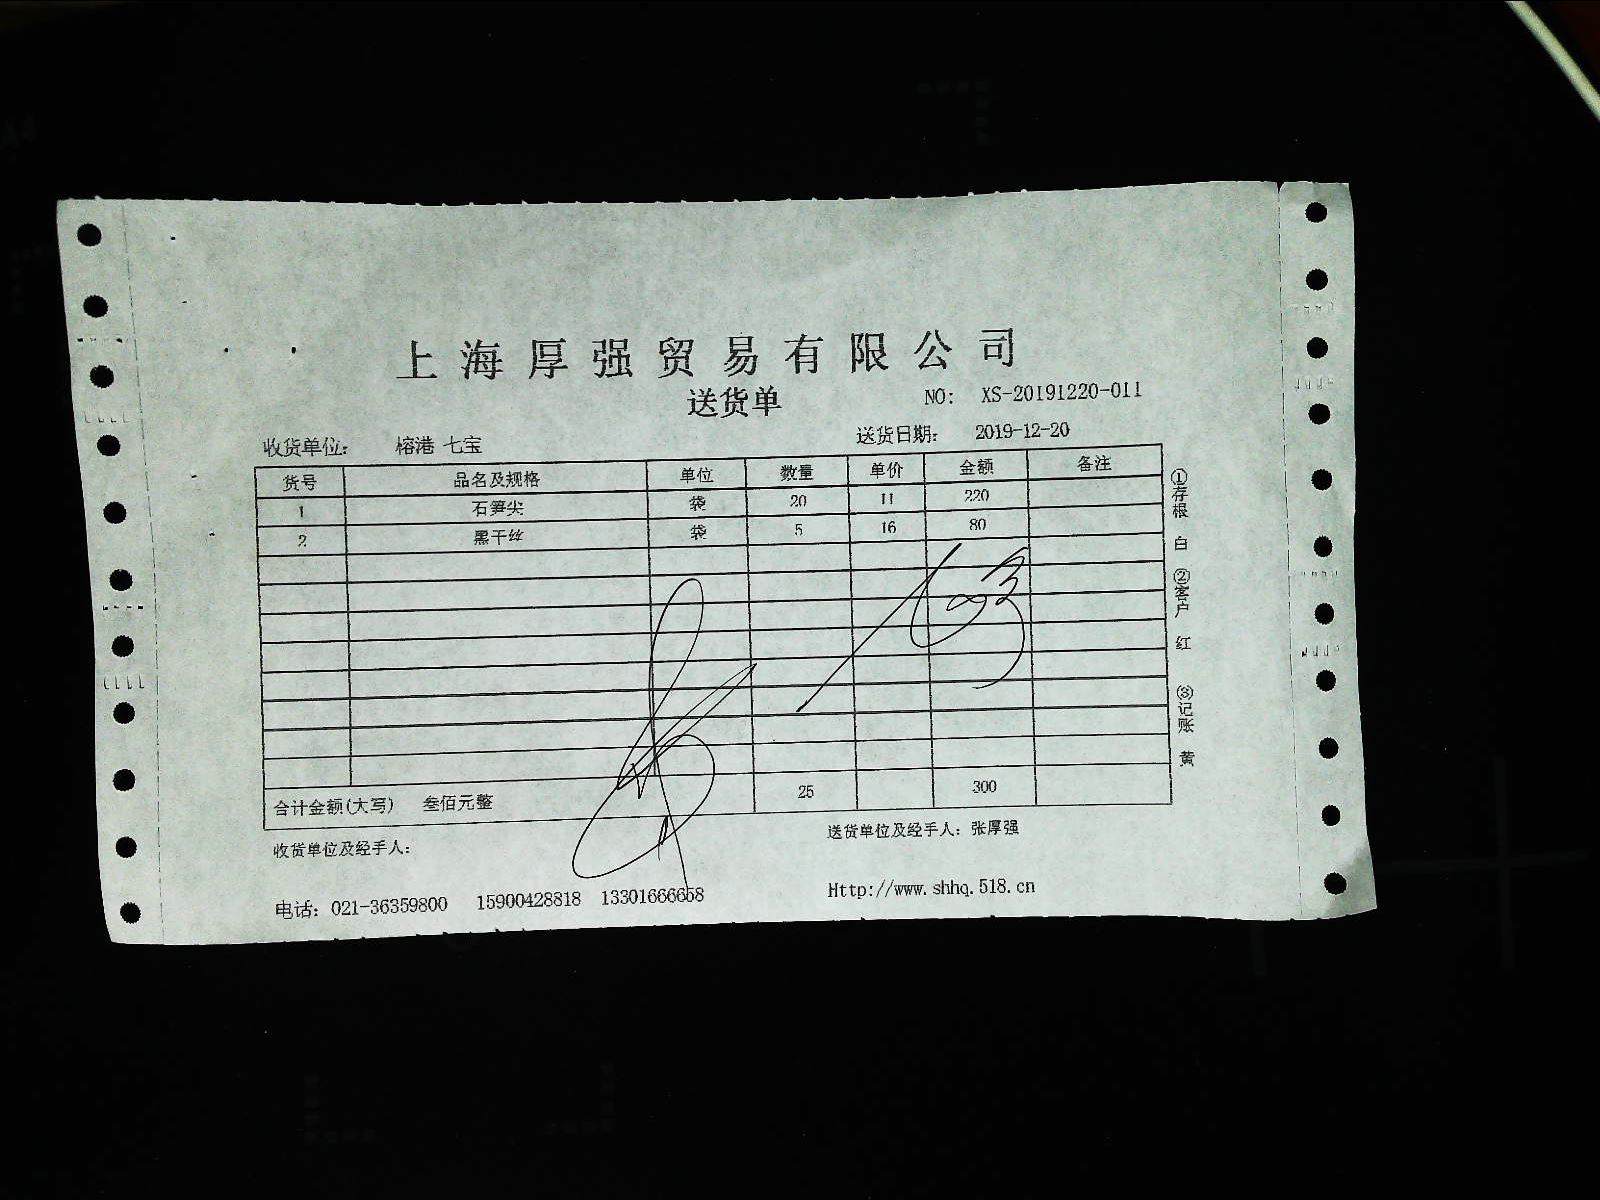 上海厚强贸易有限公司
送货单
NO: XS-20191220-011
收货单位: 榕港 七宝
送货日期: 2019-12-20
货号 品名及规格 单位 数量 单价 金额 备注
1 石笋尖 袋 20 11 220
2 黑干丝 袋 5 16 80
合计金额(大写) 叁佰元整 25 300
收货单位及经手人:
送货单位及经手人: 张厚强
电话: 021-36359800 15900428818 13301666658
Http://www.shhq.518.cn
①存根 白 ②客户 红 ③记账 黄